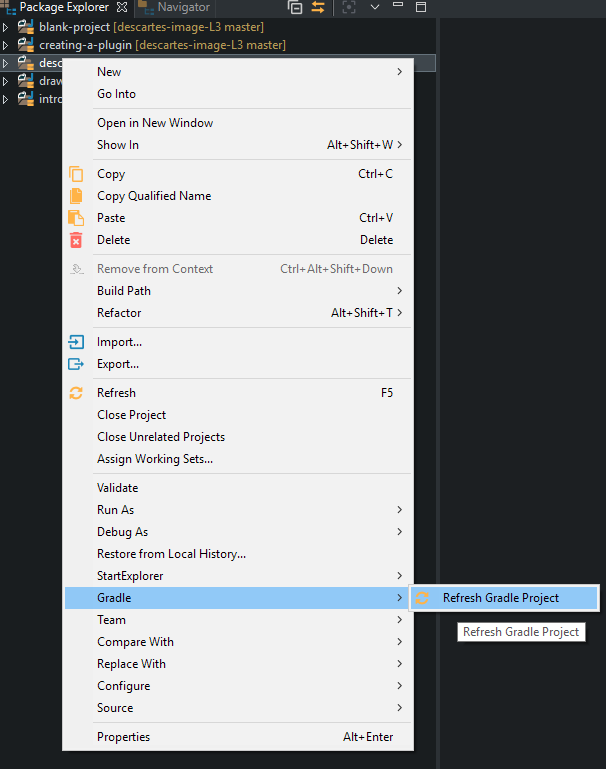 Package Explorer Navigator
blank-project [descartes-image-L3 master]
creating-a-plugin [descartes-image-L3 master]
desc
draw
intro
New
Go Into
Open in New Window
Show In Alt+Shift+W
Copy Ctrl+C
Copy Qualified Name
Paste Ctrl+V
Delete Delete
Remove from Context Ctrl+Alt+Shift+Down
Build Path
Refactor Alt+Shift+T
Import...
Export...
Refresh F5
Close Project
Close Unrelated Projects
Assign Working Sets...
Validate
Run As
Debug As
Restore from Local History...
StartExplorer
Gradle Refresh Gradle Project
Team Refresh Gradle Project
Compare With
Replace With
Configure
Source
Properties Alt+Enter